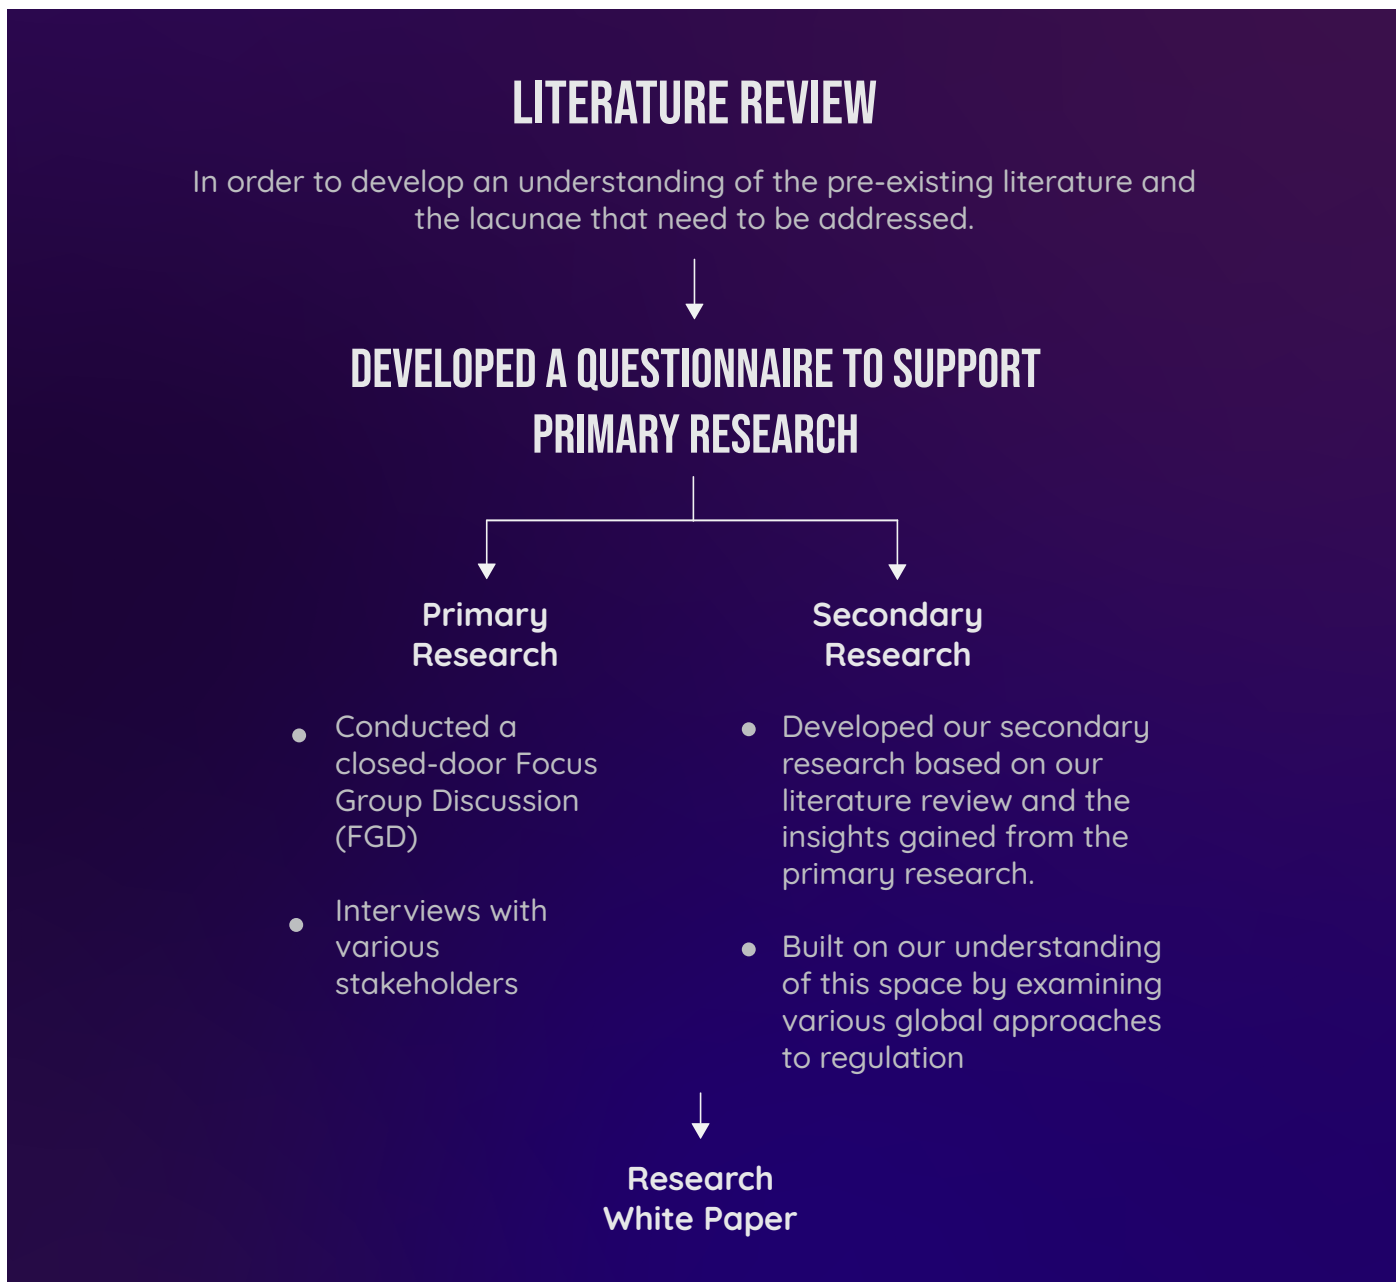 LITERATURE REVIEW
In order to develop an understanding of the pre-existing literature and
the lacunae that need to be addressed.
DEVELOPED A QUESTIONNAIRE TO SUPPORT
PRIMARY RESEARCH
Primary
Research
Conducted a
closed-door Focus
Group Discussion
(FGD)
Interviews with
various
stakeholders
Secondary
Research
Developed our secondary
research based on our
literature review and the
insights gained from the
primary research.
Built on our understanding
of this space by examining
various global approaches
to regulation
Research
White Paper